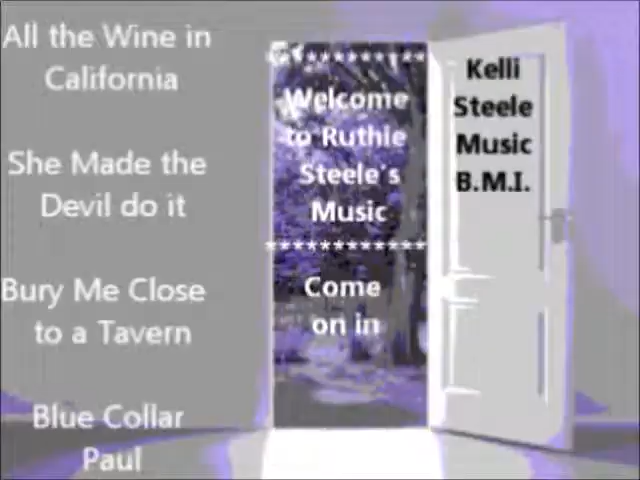 All the Wine in
California
She Made the
Devil do it
Bury Me Close
to a Tavern
Blue Collar
Paul
************
Welcome
to Ruthie
Steele's
Music
************
Come
on in
Kelli
Steele
Music
B.M.I.